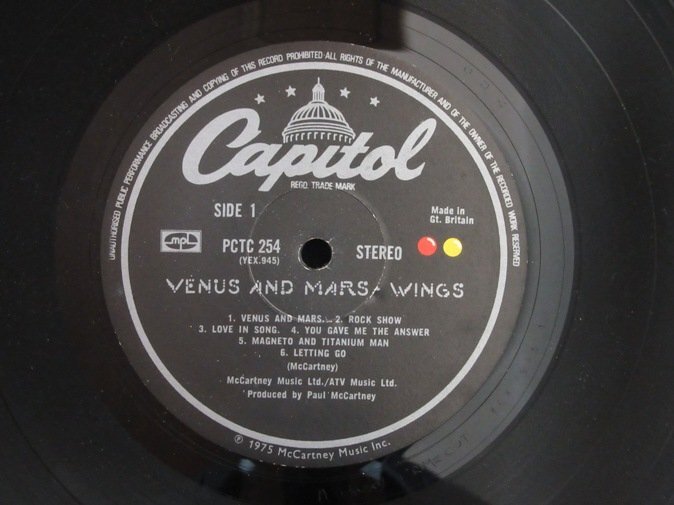 UNAUTHORISED PUBLIC PERFORMANCE BROADCASTING AND COPYING OF THIS RECORD PROHIBITED·ALL RIGHTS OF THE MANUFACTURER AND OF THE OWNER OF THE RECORDED WORK RESERVED
Capitol
REGD. TRADE MARK
SIDE 1
Made in
Gt. Britain
mpl
PCTC 254
STEREO
(YEX.945)
VENUS AND MARS/WINGS
1. VENUS AND MARS... 2. ROCK SHOW
3. LOVE IN SONG. 4. YOU GAVE ME THE ANSWER
5. MAGNETO AND TITANIUM MAN
6. LETTING GO
(McCartney)
McCartney Music Ltd./ATV Music Ltd.
Produced by Paul McCartney
℗ 1975 McCartney Music Inc.